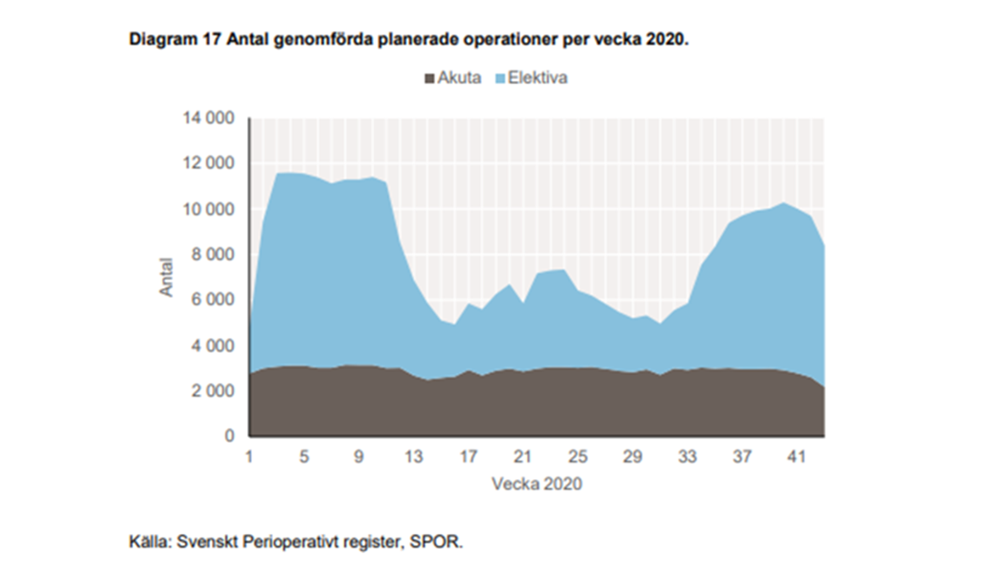 Diagram 17 Antal genomförda planerade operationer per vecka 2020.
Akuta Elektiva
14 000
12 000
10 000
8 000
6 000
4 000
2 000
0
Antal
1 5 9 13 17 21 25 29 33 37 41
Vecka 2020
Källa: Svenskt Perioperativt register, SPOR.